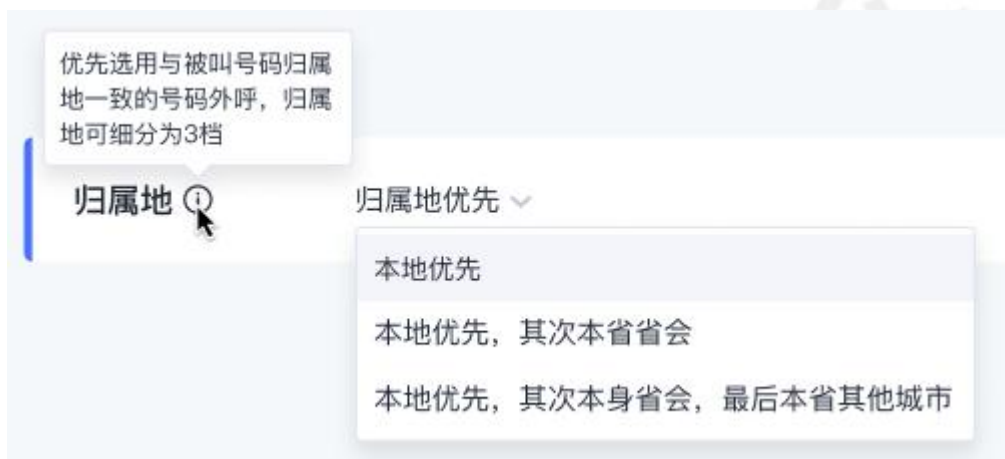 优先选用与被叫号码归属
地一致的号码外呼，归属
地可细分为3档
归属地
归属地优先
本地优先
本地优先，其次本省省会
本地优先，其次本身省会，最后本省其他城市